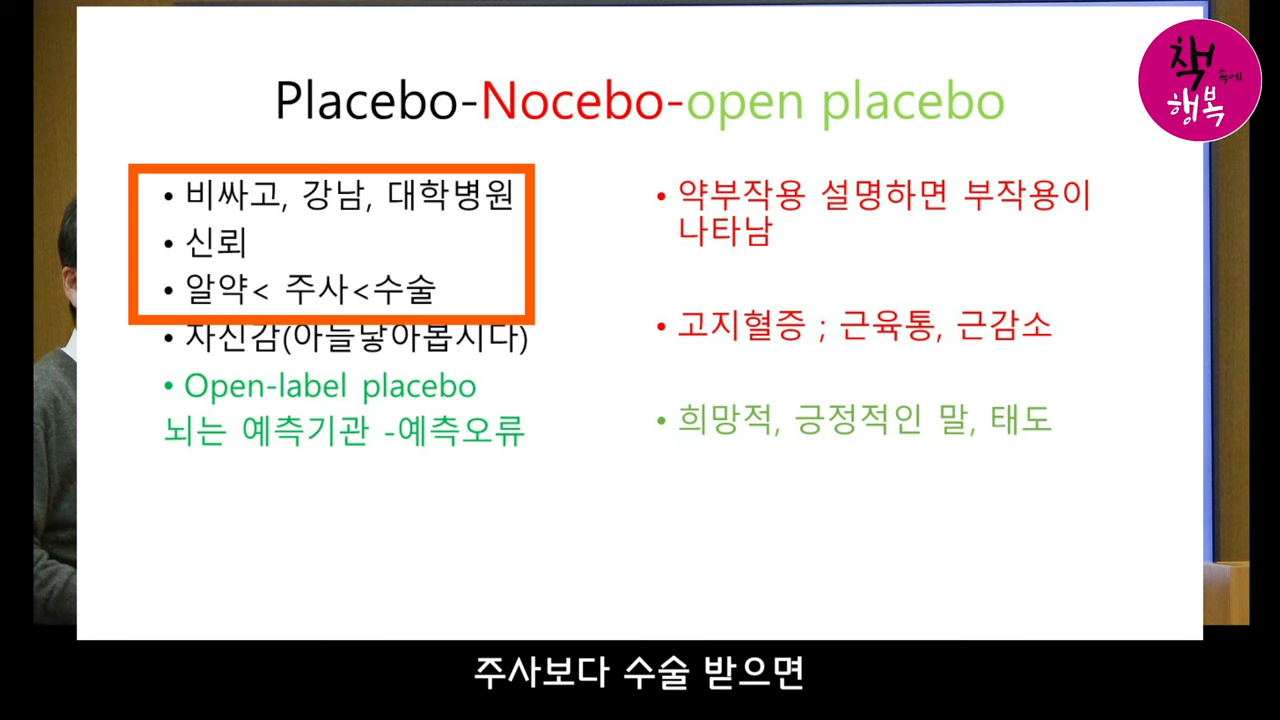 책
속에
행복
Placebo-Nocebo-open placebo
• 비싸고, 강남, 대학병원
• 신뢰
• 알약< 주사<수술
• 자신감(아들낳아봅시다)
• Open-label placebo
뇌는 예측기관 -예측오류
• 약부작용 설명하면 부작용이
나타남
• 고지혈증 ; 근육통, 근감소
• 희망적, 긍정적인 말, 태도
주사보다 수술 받으면